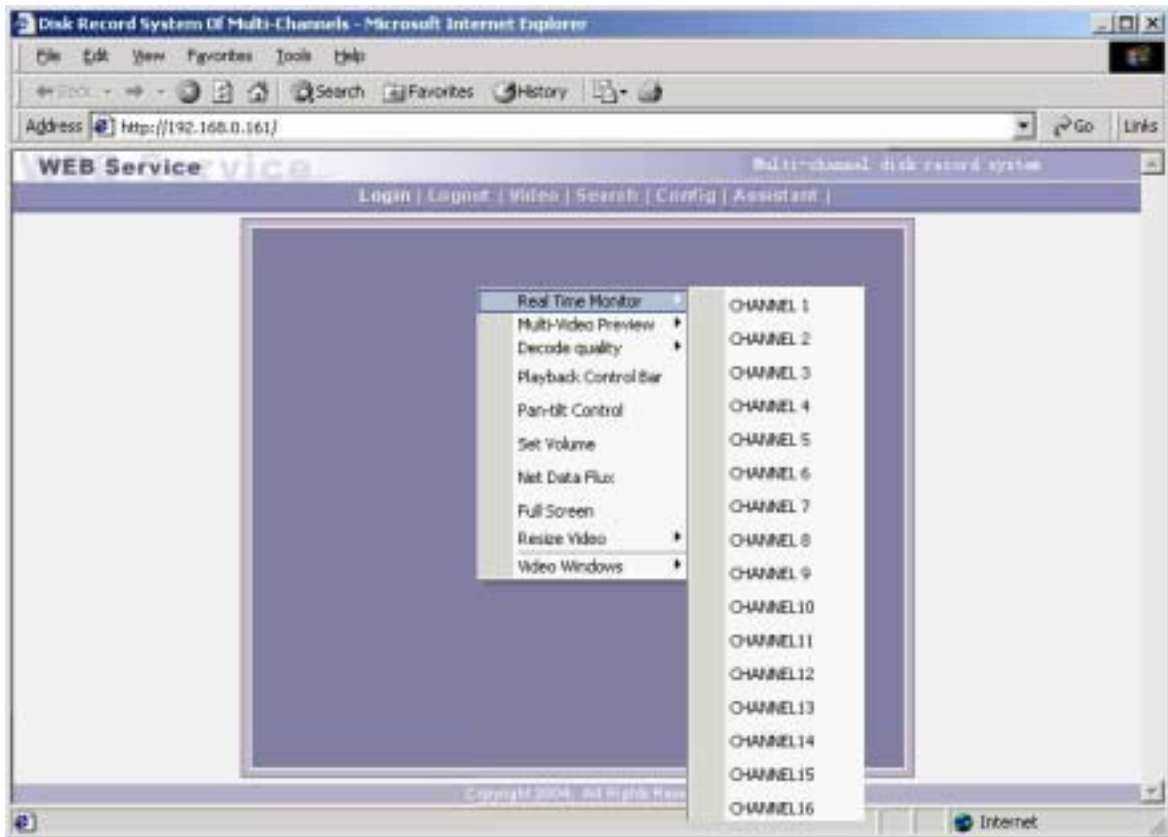 Disk Record System Of Multi-Channels - Microsoft Internet Explorer
File Edit View Favorites Tools Help
Back Search Favorites History
Address http://192.168.0.161/ Go Links
WEB Service Multi-channel disk record system
Login | Logout | Video | Search | Config | Assistant |
Real Time Monitor
Multi-Video Preview
Decode quality
Playback Control Bar
Pan-tilt Control
Set Volume
Net Data Flux
Full Screen
Resize Video
Video Windows
CHANNEL 1
CHANNEL 2
CHANNEL 3
CHANNEL 4
CHANNEL 5
CHANNEL 6
CHANNEL 7
CHANNEL 8
CHANNEL 9
CHANNEL10
CHANNEL11
CHANNEL12
CHANNEL13
CHANNEL14
CHANNEL15
CHANNEL16
Copyright 2004, All Rights
Internet